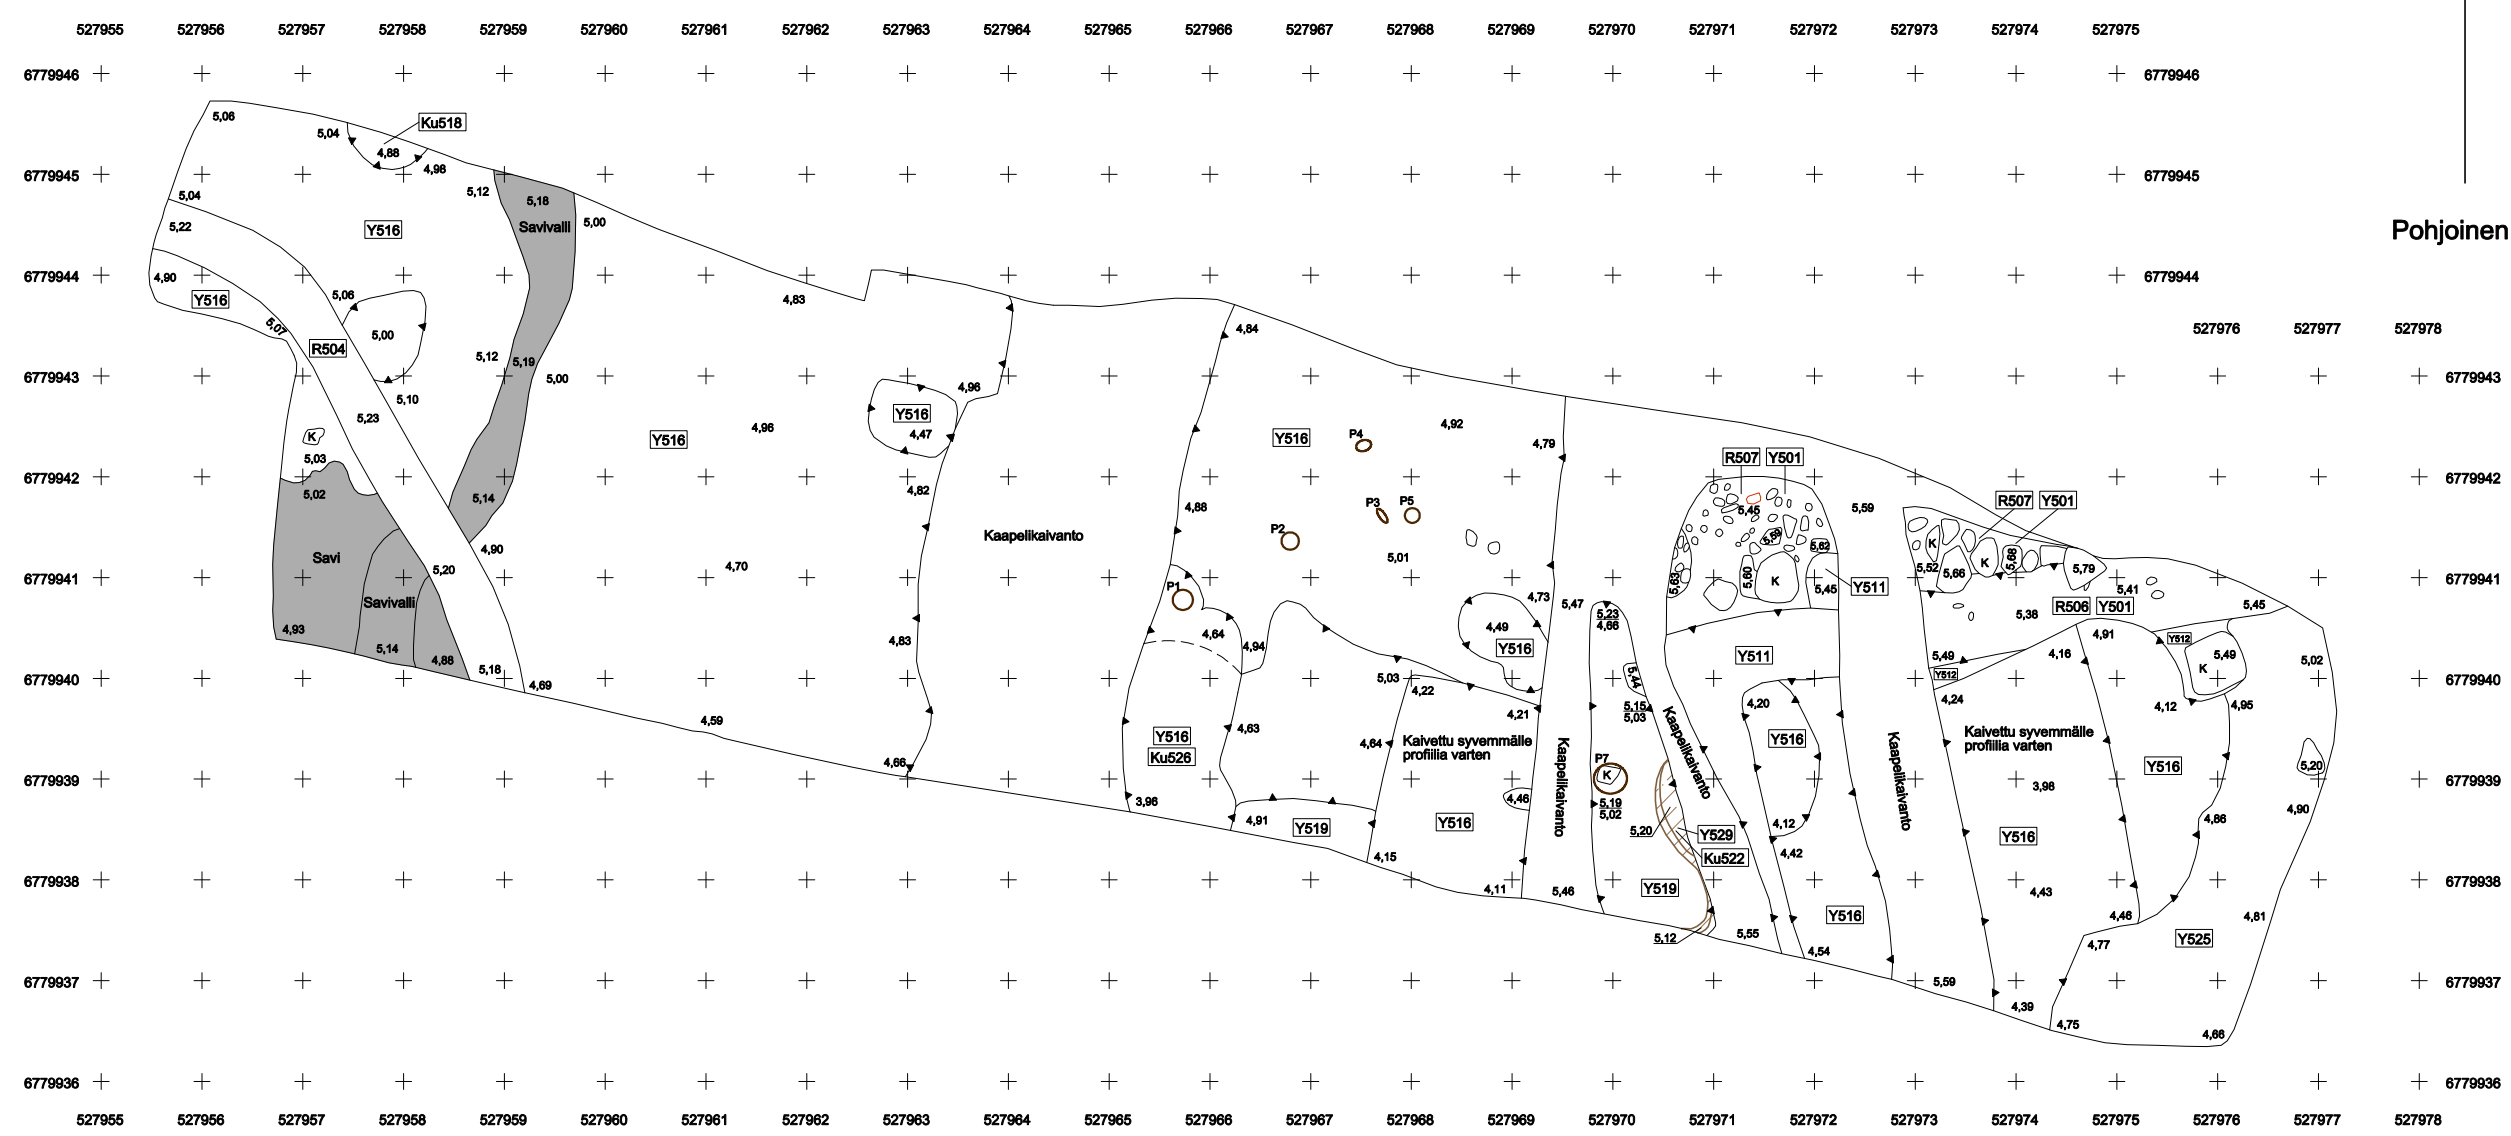 527955 527956 527957 527958 527959 527960 527961 527962 527963 527964 527965 527966 527967 527968 527969 527970 527971 527972 527973 527974 527975
6779946 6779946
5,06
Ku518
5,04
4,88
4,98
6779945 6779945
5,12
5,18
5,04
5,22
Y516
Savivalli
5,00
Pohjoinen
6779944 6779944
4,90
Y516
5,06
4,83
5,07
5,00
4,84
527976 527977 527978
R504
5,12
5,19
6779943 6779943
5,00
4,96
5,10
5,23
Y516
4,47
K
Y516
4,96
Y516
P4
4,92
4,79
5,03
R507 Y501
6779942 6779942
5,02
5,14
4,82
4,88
P3
P5
5,45
5,59
R507 Y501
Kaapelikaivanto
P2
5,59
5,62
K
5,68
Savi
4,90
5,01
K
6779941 6779941
5,20
4,70
P1
5,63
5,60
K
5,45
Y511
5,52
5,66
5,79
5,41
Savivalli
4,73
5,47
5,23
4,66
5,38
R506 Y501
5,45
4,93
4,83
4,64
4,94
4,49
Y516
Y511
5,49
4,91
Y512
5,14
4,88
5,18
4,16
5,49
5,02
6779940 6779940
4,69
5,03
4,22
5,44
Y512
K
4,59
4,21
5,15
5,03
4,20
4,24
4,12
4,95
Y516
Ku526
4,63
4,64
Kaivettu syvemmälle
profiilia varten
Kaapelikaivanto
Kaapelikaivanto
Y516
Kaapelikaivanto
Kaivettu syvemmälle
profiilia varten
Y516
4,66
P7
K
5,20
6779939 6779939
3,96
4,46
5,19
5,02
3,98
4,90
4,91
Y519
Y516
5,20
Y529
4,12
Y516
4,86
4,15
Ku522
4,42
6779938 6779938
4,11
5,46
Y519
4,43
Y516
4,46
4,81
5,12
5,55
4,54
4,77
Y525
6779937 6779937
5,59
4,39
4,75
4,66
6779936 6779936
527955 527956 527957 527958 527959 527960 527961 527962 527963 527964 527965 527966 527967 527968 527969 527970 527971 527972 527973 527974 527975 527976 527977 527978